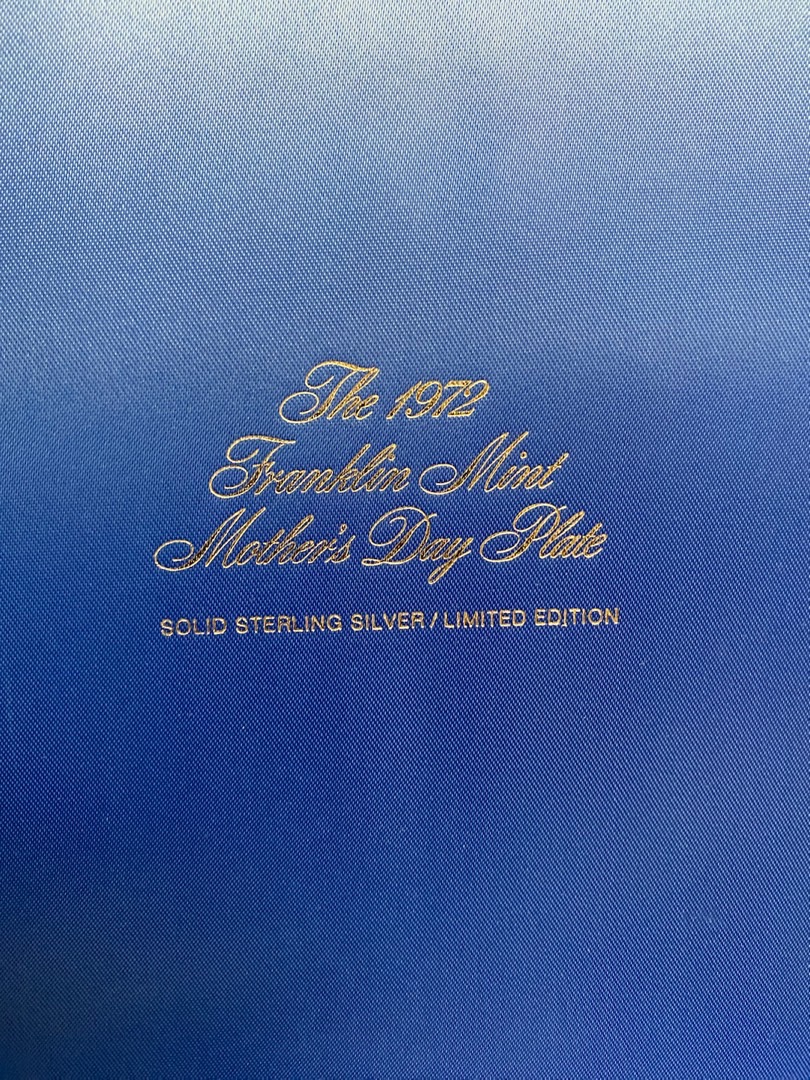 The 1972
Franklin Mint
Mother's Day Plate
SOLID STERLING SILVER / LIMITED EDITION